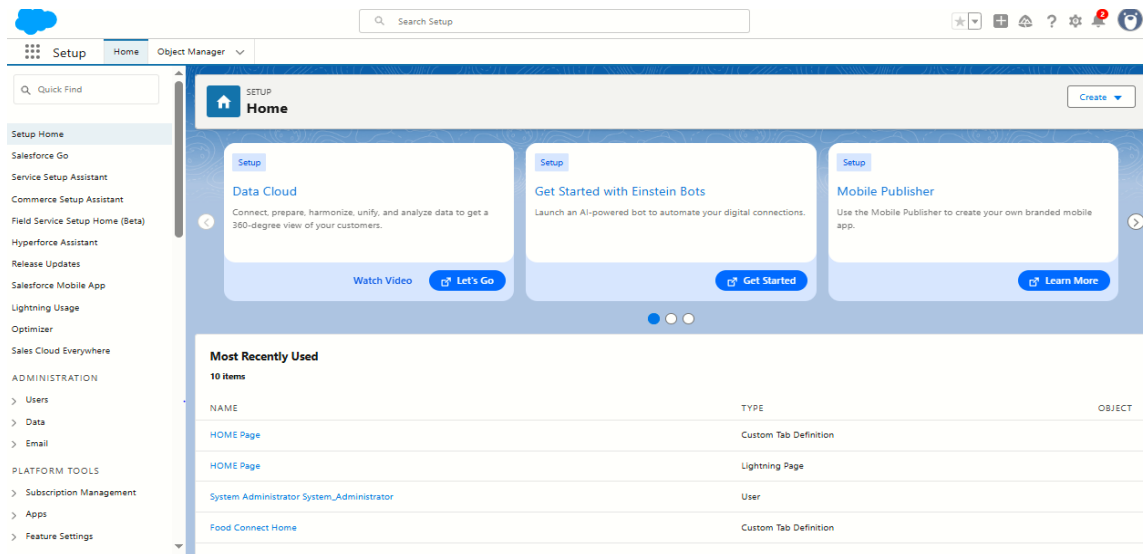 Search Setup
2
Setup
Home
Object Manager
Quick Find
Setup Home
Salesforce Go
Service Setup Assistant
Commerce Setup Assistant
Field Service Setup Home (Beta)
Hyperforce Assistant
Release Updates
Salesforce Mobile App
Lightning Usage
Optimizer
Sales Cloud Everywhere
ADMINISTRATION
Users
Data
Email
PLATFORM TOOLS
Subscription Management
Apps
Feature Settings
SETUP
Home
Create
Setup
Data Cloud
Connect, prepare, harmonize, unify, and analyze data to get a
360-degree view of your customers.
Watch Video
Let's Go
Setup
Get Started with Einstein Bots
Launch an AI-powered bot to automate your digital connections.
Get Started
Setup
Mobile Publisher
Use the Mobile Publisher to create your own branded mobile
app.
Learn More
Most Recently Used
10 items
NAME TYPE OBJECT
HOME Page Custom Tab Definition
HOME Page Lightning Page
System Administrator System_Administrator User
Food Connect Home Custom Tab Definition